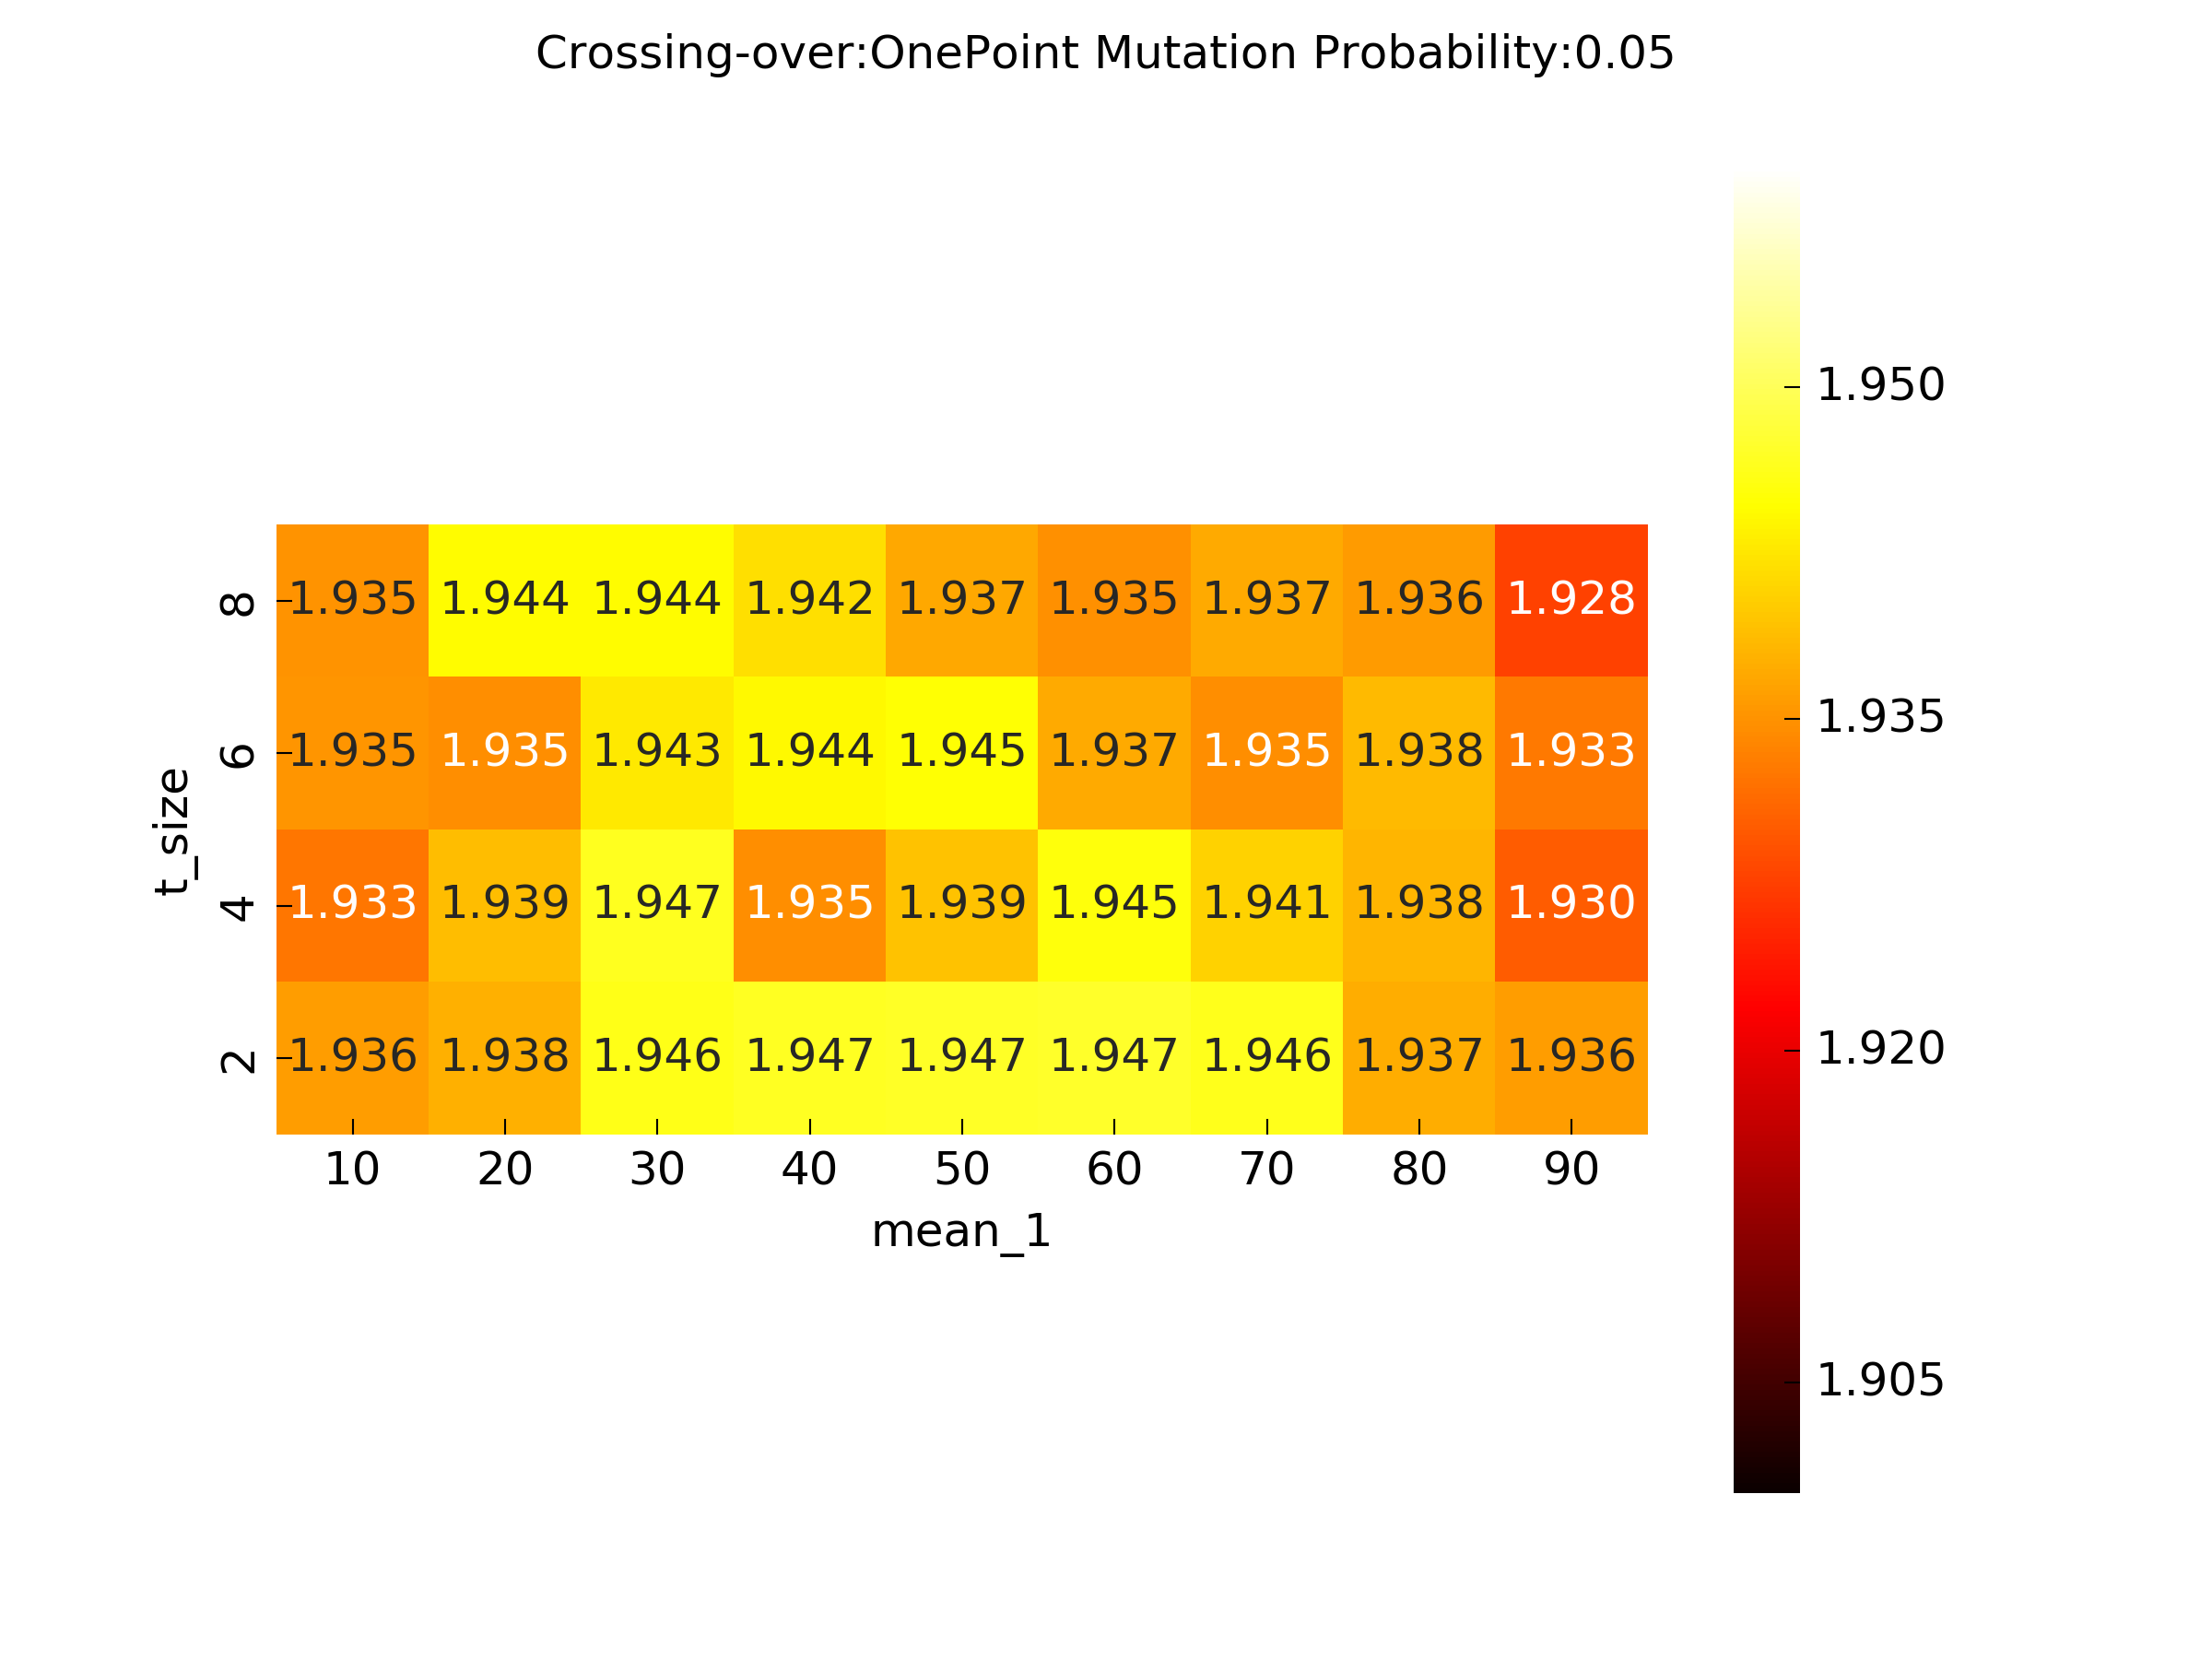 Crossing-over:OnePoint Mutation Probability:0.05
1.950
1.935
1.920
1.905
t_size
8 1.935 1.944 1.944 1.942 1.937 1.935 1.937 1.936 1.928
6 1.935 1.935 1.943 1.944 1.945 1.937 1.935 1.938 1.933
4 1.933 1.939 1.947 1.935 1.939 1.945 1.941 1.938 1.930
2 1.936 1.938 1.946 1.947 1.947 1.947 1.946 1.937 1.936
10 20 30 40 50 60 70 80 90
mean_1